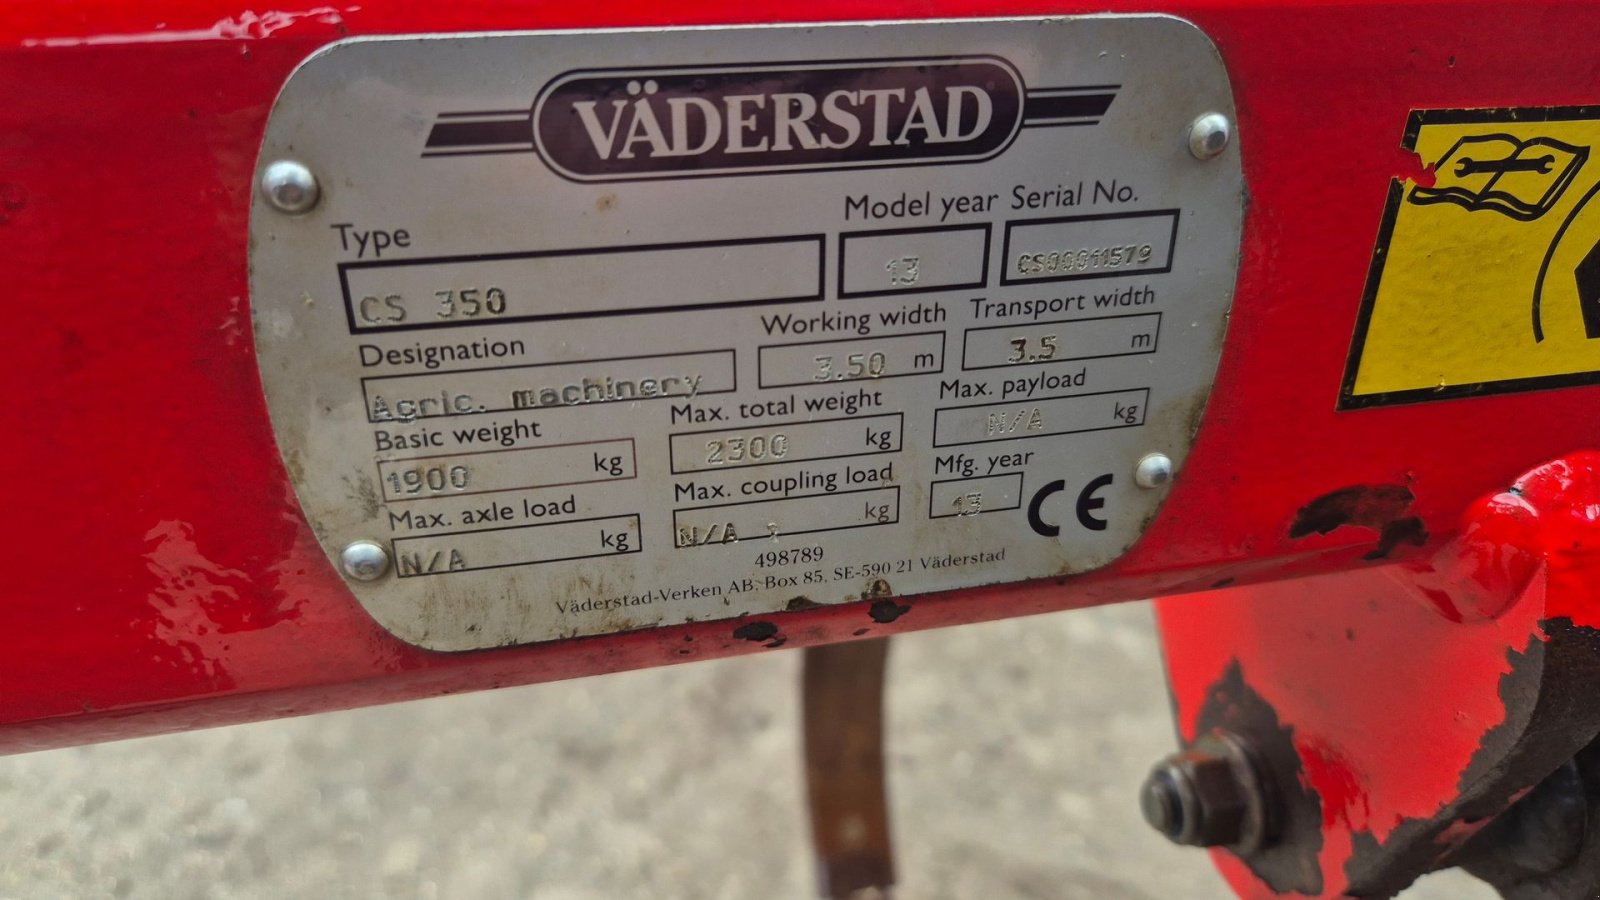 VÄDERSTAD
Type Model year Serial No.
CS 350 13 CS00011579
Designation Working width Transport width
Agric. machinery 3.50 m 3.5 m
Basic weight Max. total weight Max. payload
1900 kg 2300 kg N/A kg
Max. axle load Max. coupling load Mfg. year
N/A kg N/A kg 13 CE
498789
Väderstad-Verken AB, Box 85, SE-590 21 Väderstad